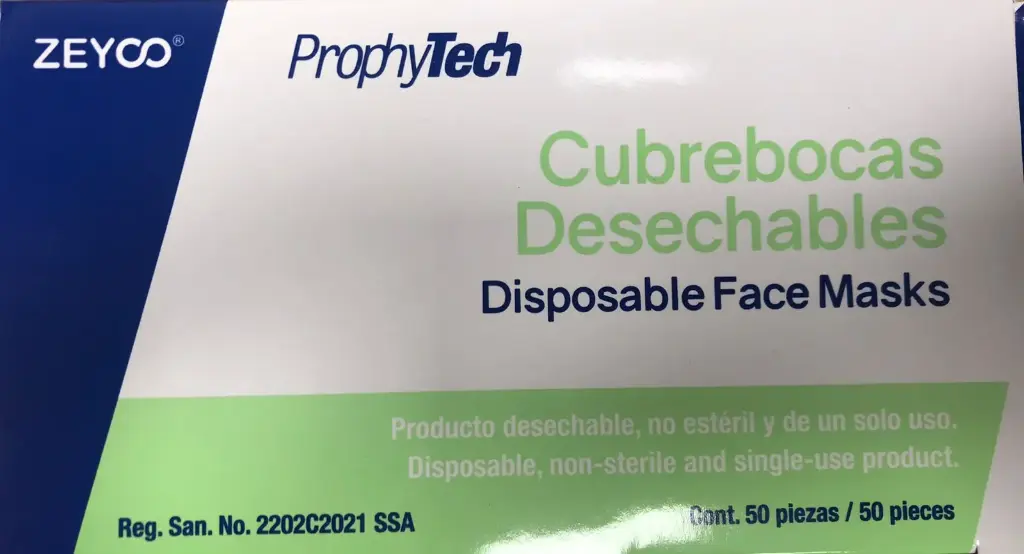 ZEYCO®
ProphyTech
Cubrebocas
Desechables
Disposable Face Masks
Producto desechable, no estéril y de un solo uso.
Disposable, non-sterile and single-use product.
Reg. San. No. 2202C2021 SSA
Cont. 50 piezas / 50 pieces